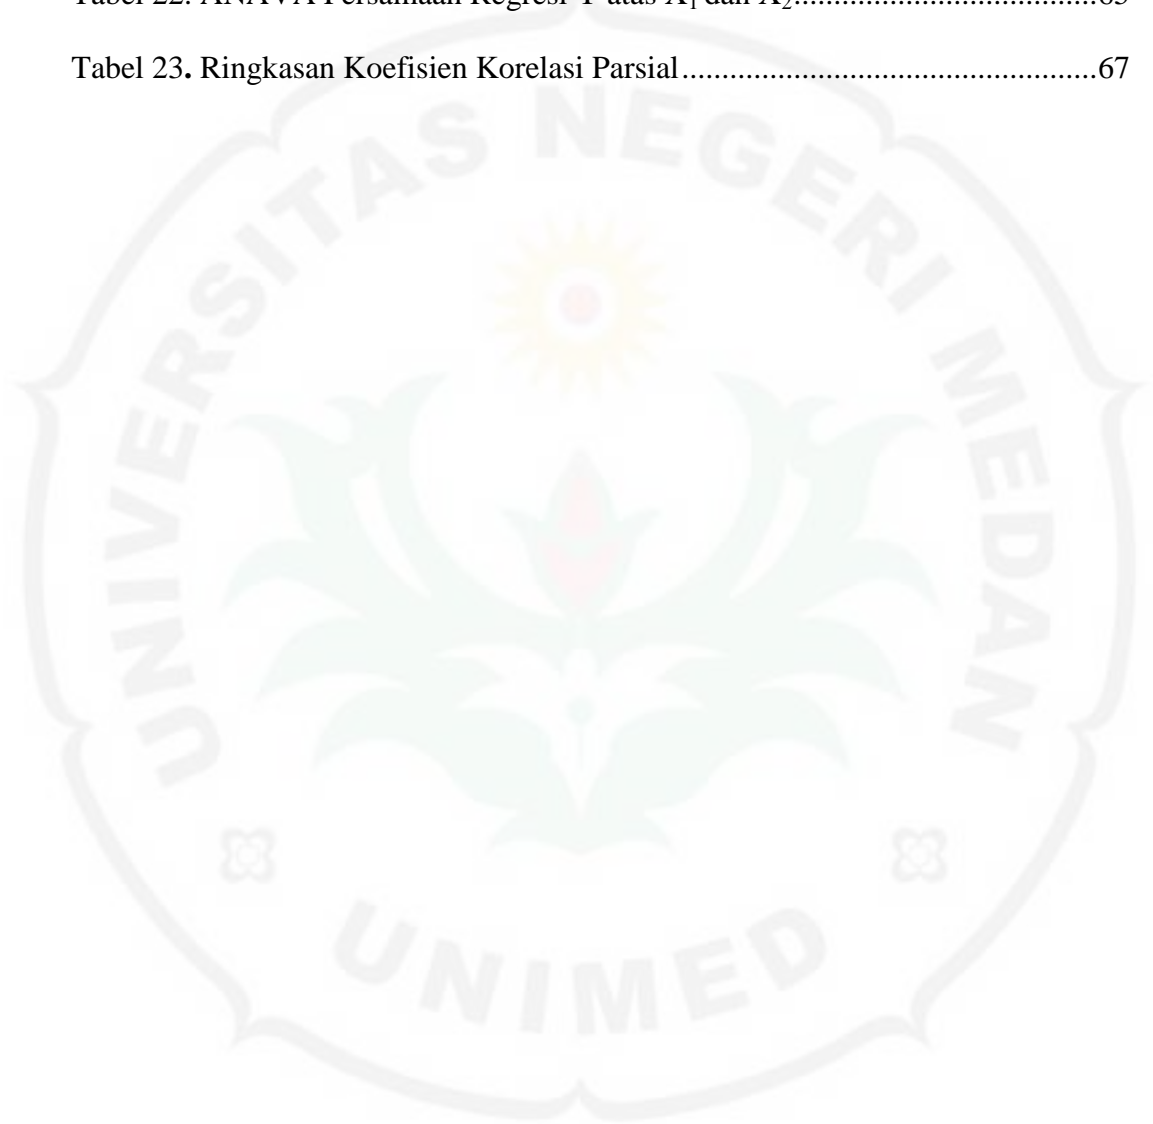 Tabel 22. ANAVA Persamaan Regresi Y atas X₁ dan X₂......................................65
Tabel 23. Ringkasan Koefisien Korelasi Parsial....................................................67
UNIVERSITAS NEGERI MEDAN
UNIMED